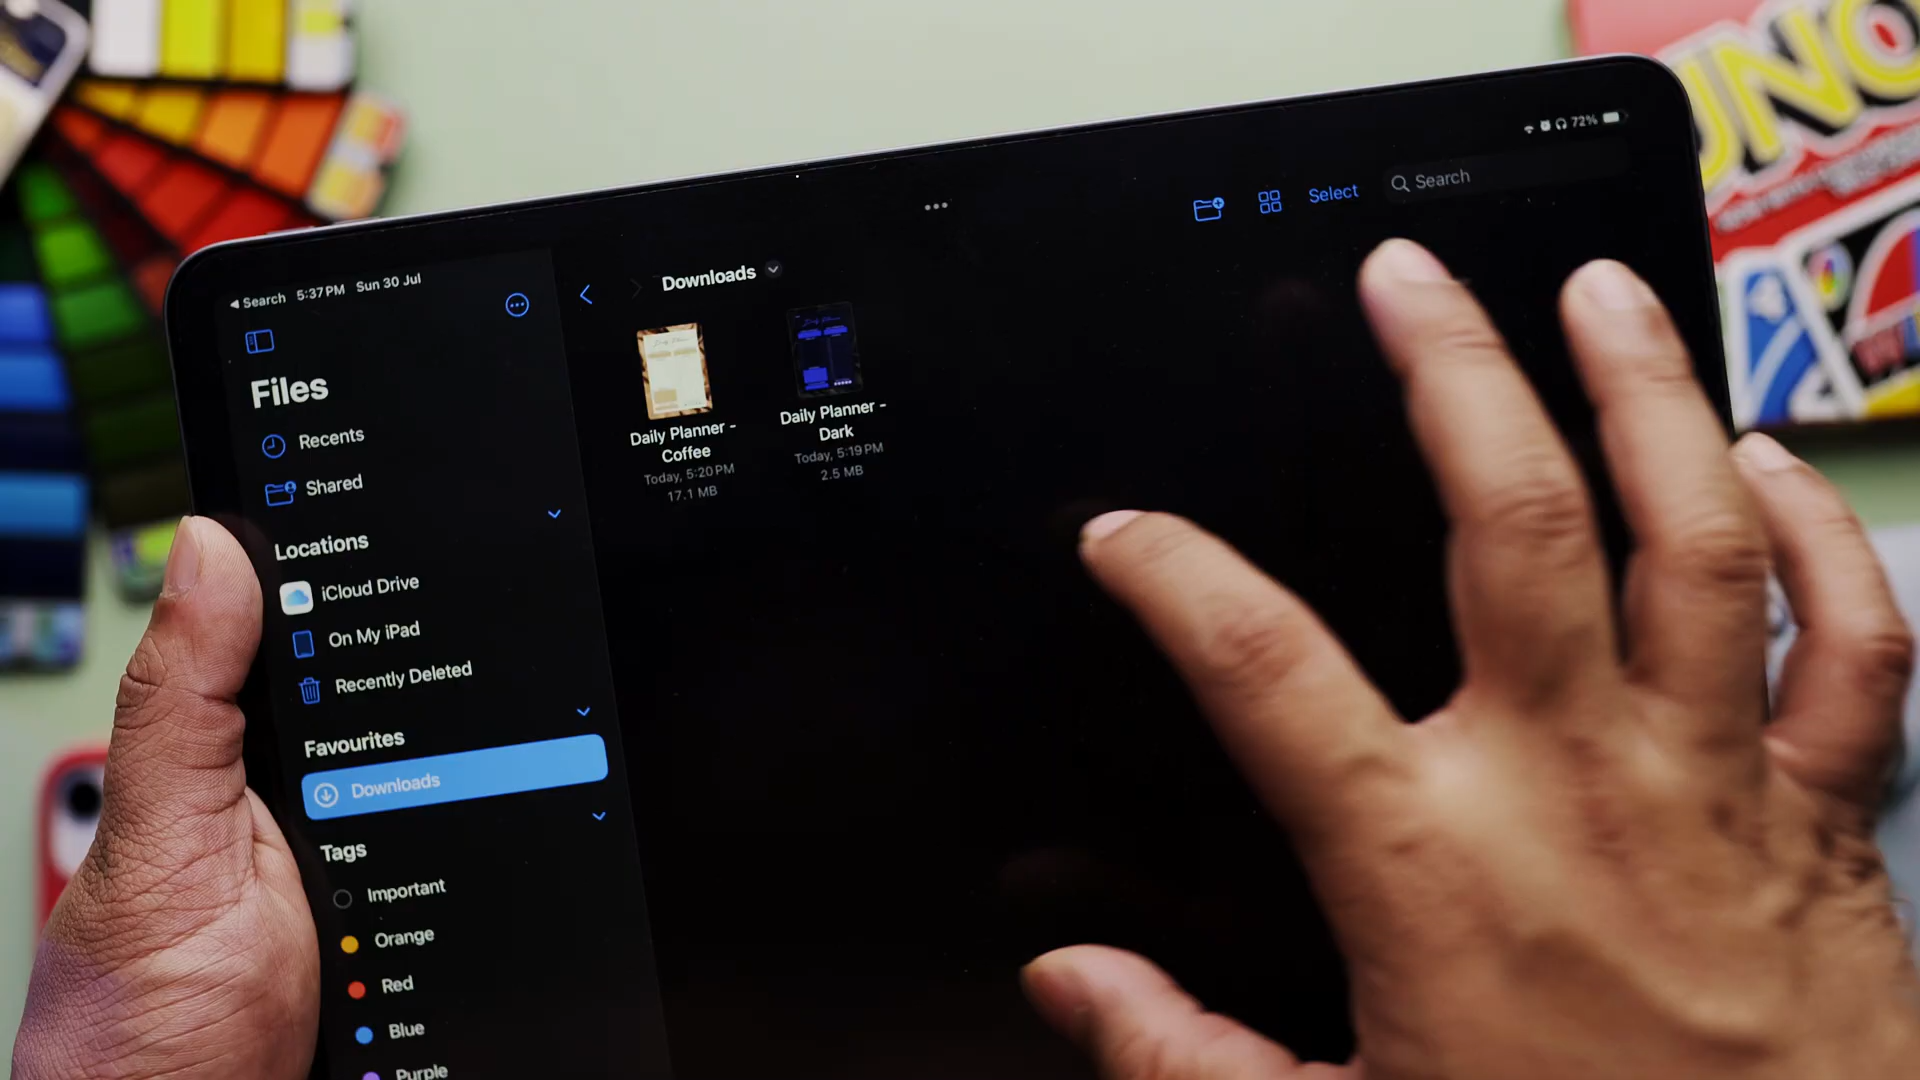 72%
Select
Search
Search 5:37 PM Sun 30 Jul
Downloads
Files
Recents
Shared
Locations
iCloud Drive
On My iPad
Recently Deleted
Favourites
Downloads
Tags
Important
Orange
Red
Blue
Purple
Daily Planner -
Coffee
Today, 5:20 PM
17.1 MB
Daily Planner -
Dark
Today, 5:19 PM
2.5 MB
UNO